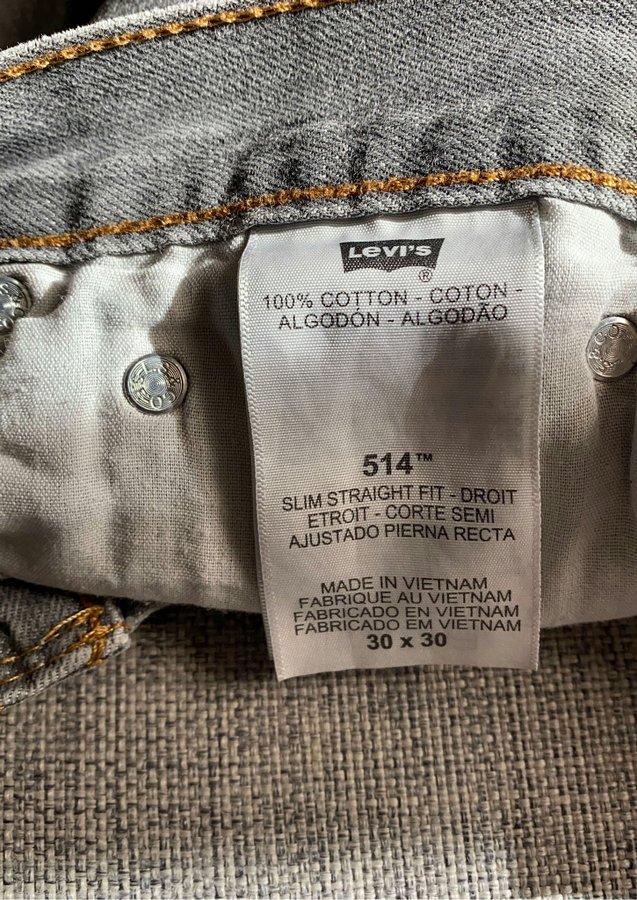 Levi's
®
100% COTTON - COTON -
ALGODÓN - ALGODÃO
514™
SLIM STRAIGHT FIT - DROIT
ETROIT - CORTE SEMI
AJUSTADO PIERNA RECTA
MADE IN VIETNAM
FABRIQUE AU VIETNAM
FABRICADO EN VIETNAM
FABRICADO EM VIETNAM
30 x 30